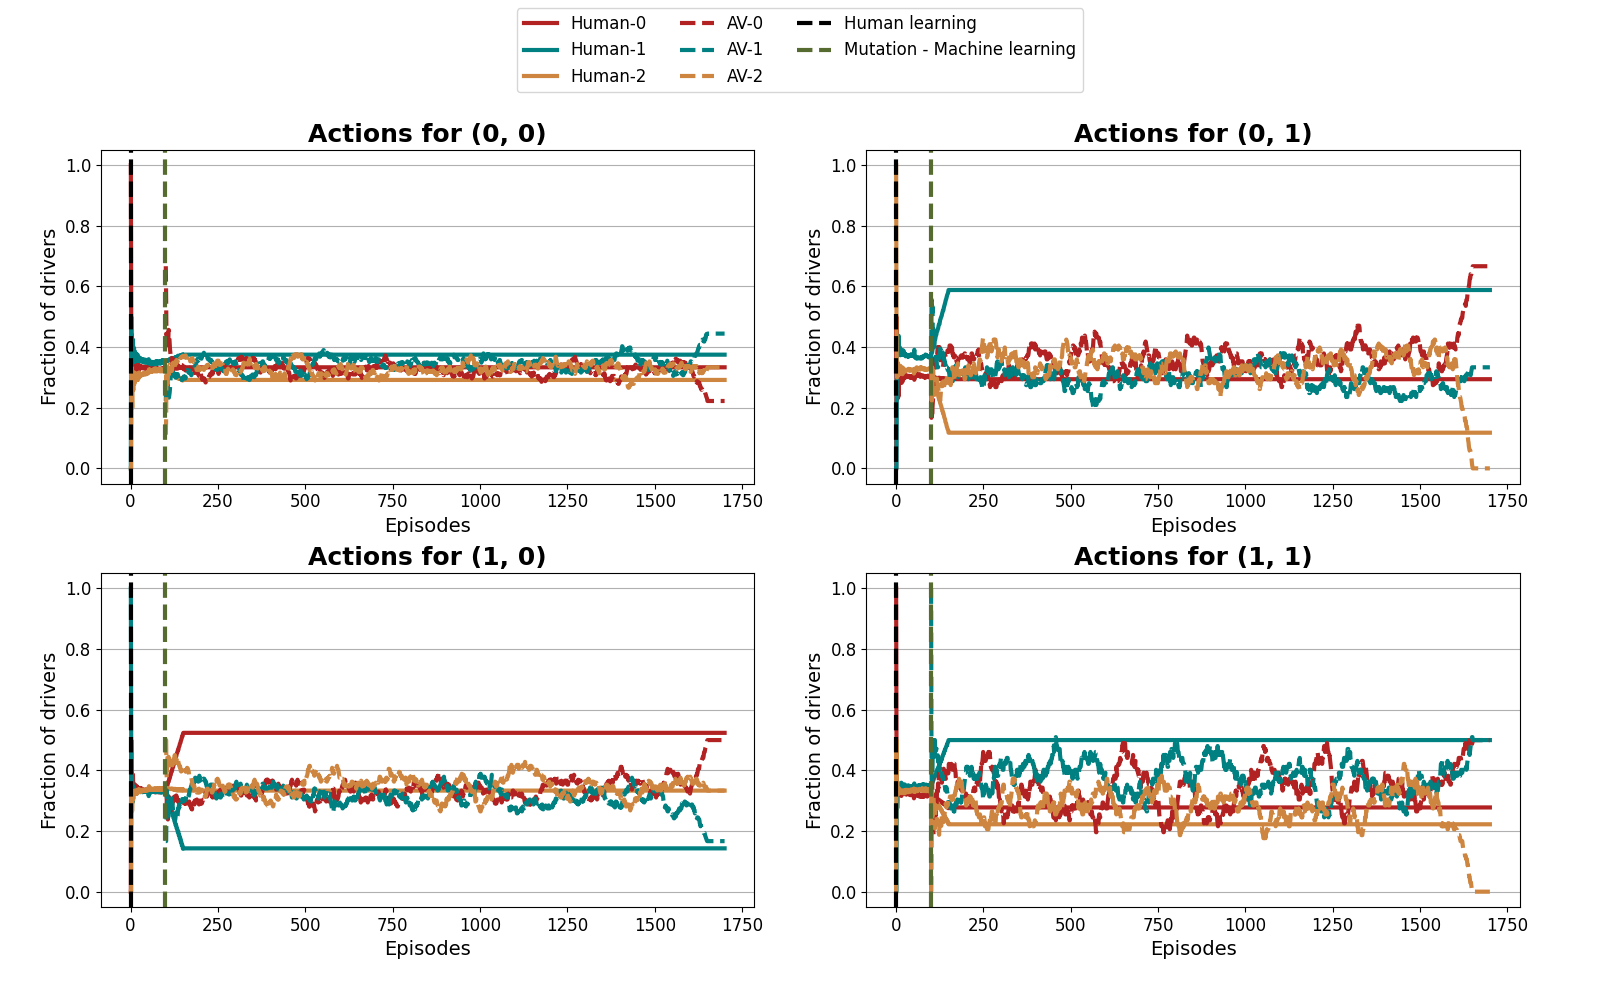 Human-0 AV-0 Human learning
Human-1 AV-1 Mutation - Machine learning
Human-2 AV-2
Actions for (0, 0)
Fraction of drivers
1.0
0.8
0.6
0.4
0.2
0.0
0 250 500 750 1000 1250 1500 1750
Episodes
Actions for (0, 1)
Fraction of drivers
1.0
0.8
0.6
0.4
0.2
0.0
0 250 500 750 1000 1250 1500 1750
Episodes
Actions for (1, 0)
Fraction of drivers
1.0
0.8
0.6
0.4
0.2
0.0
0 250 500 750 1000 1250 1500 1750
Episodes
Actions for (1, 1)
Fraction of drivers
1.0
0.8
0.6
0.4
0.2
0.0
0 250 500 750 1000 1250 1500 1750
Episodes